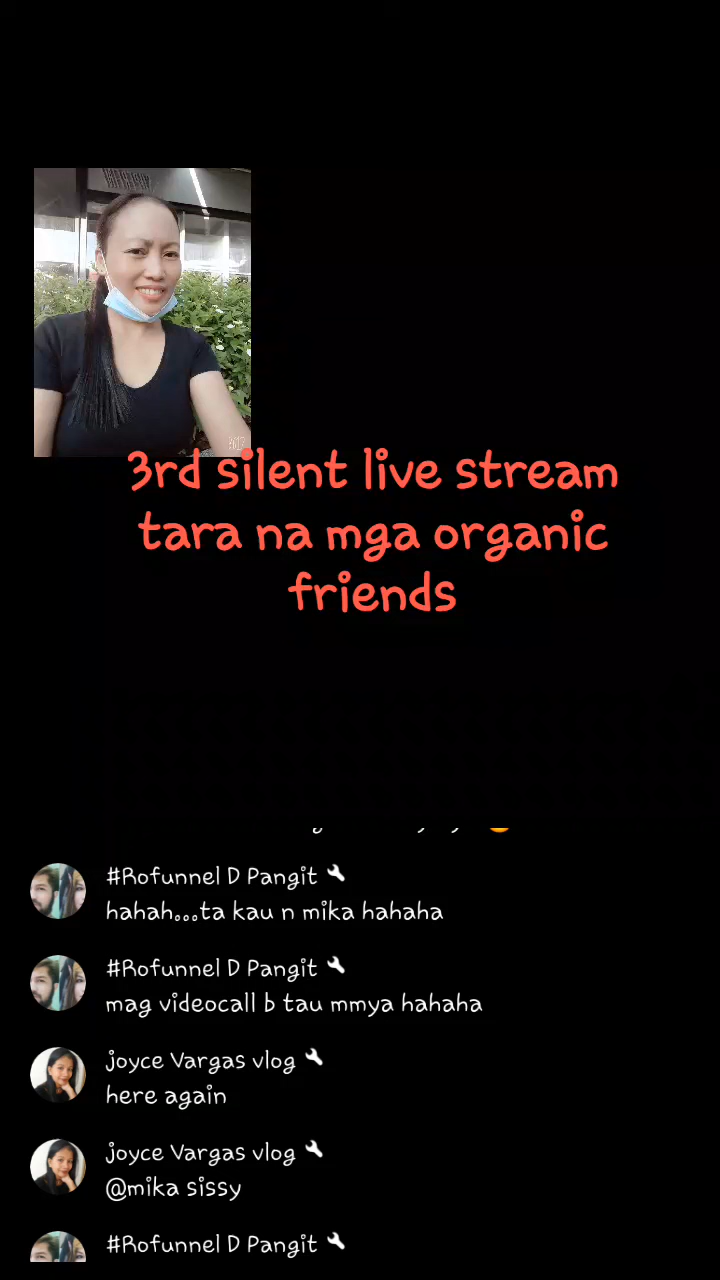 3rd silent live stream
tara na mga organic
friends
#Rofunnel D Pangit
hahah...ta kau n mika hahaha
#Rofunnel D Pangit
mag videocall b tau mmya hahaha
joyce Vargas vlog
here again
joyce Vargas vlog
@mika sissy
#Rofunnel D Pangit